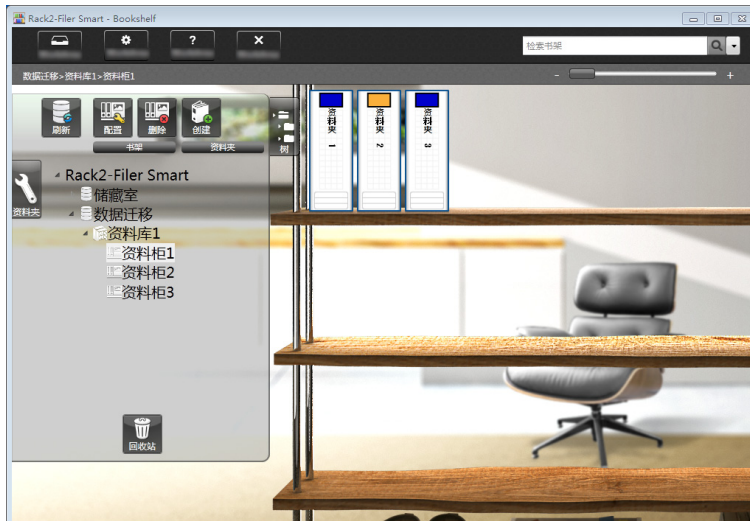 Rack2-Filer Smart - Bookshelf
?
检索书架
数据迁移>资料库1>资料柜1
- +
刷新 配置 删除 创建
书架 资料夹
树
资料夹 1
资料夹 2
资料夹 3
资料夹
Rack2-Filer Smart
储藏室
数据迁移
资料库1
资料柜1
资料柜2
资料柜3
回收站